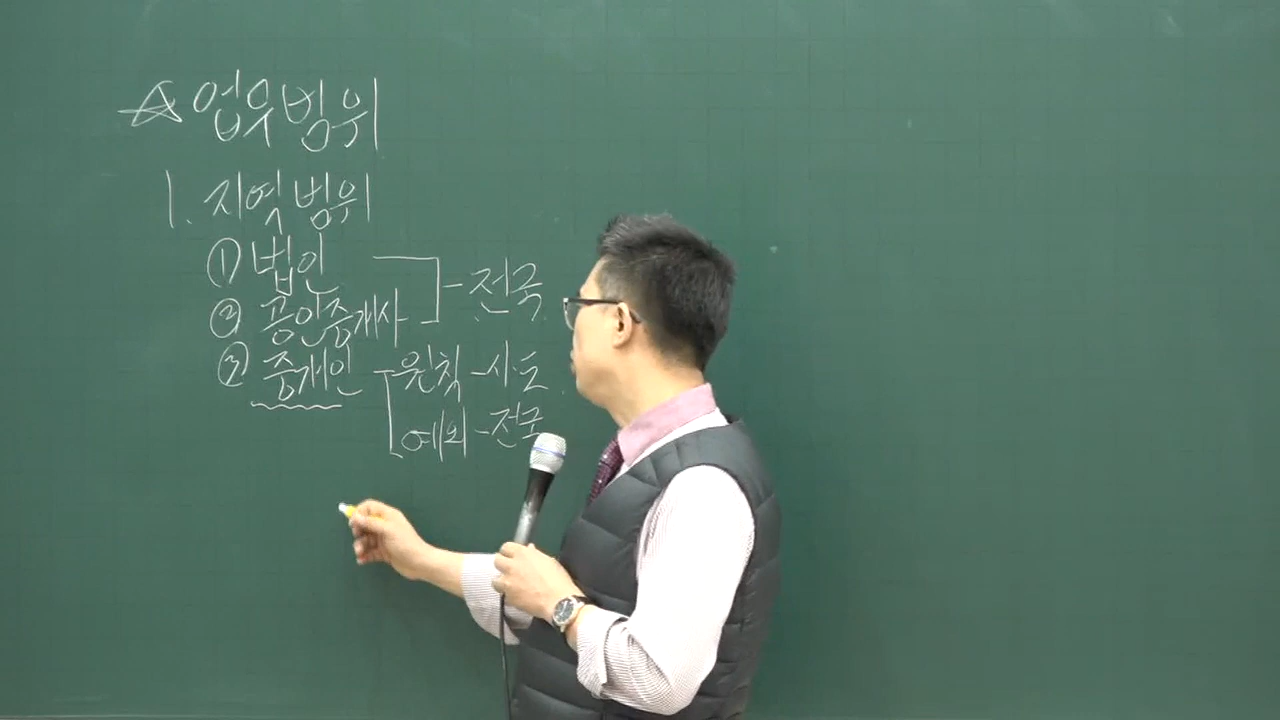 ☆ 업무범위
1. 지역범위
① 법인
② 공인중개사 - 전국
③ 중개인 - 원칙 - 시·도
예외 - 전국